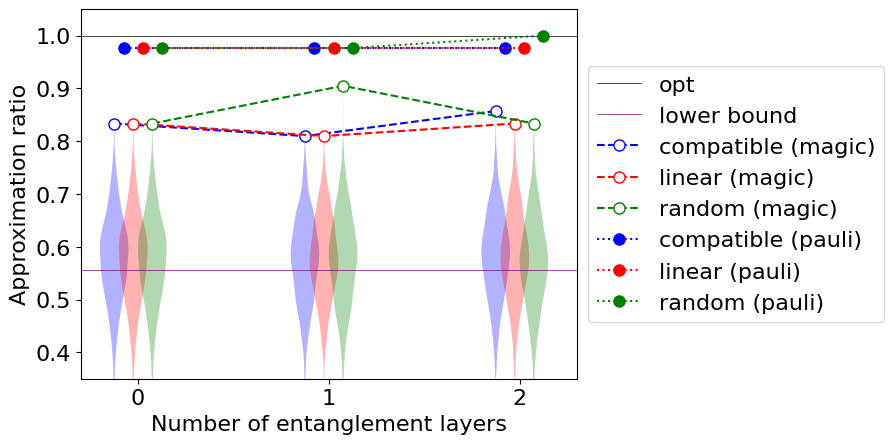 1.0
0.9
0.8
0.7
0.6
0.5
0.4
Approximation ratio
0 1 2
Number of entanglement layers
opt
lower bound
compatible (magic)
linear (magic)
random (magic)
compatible (pauli)
linear (pauli)
random (pauli)